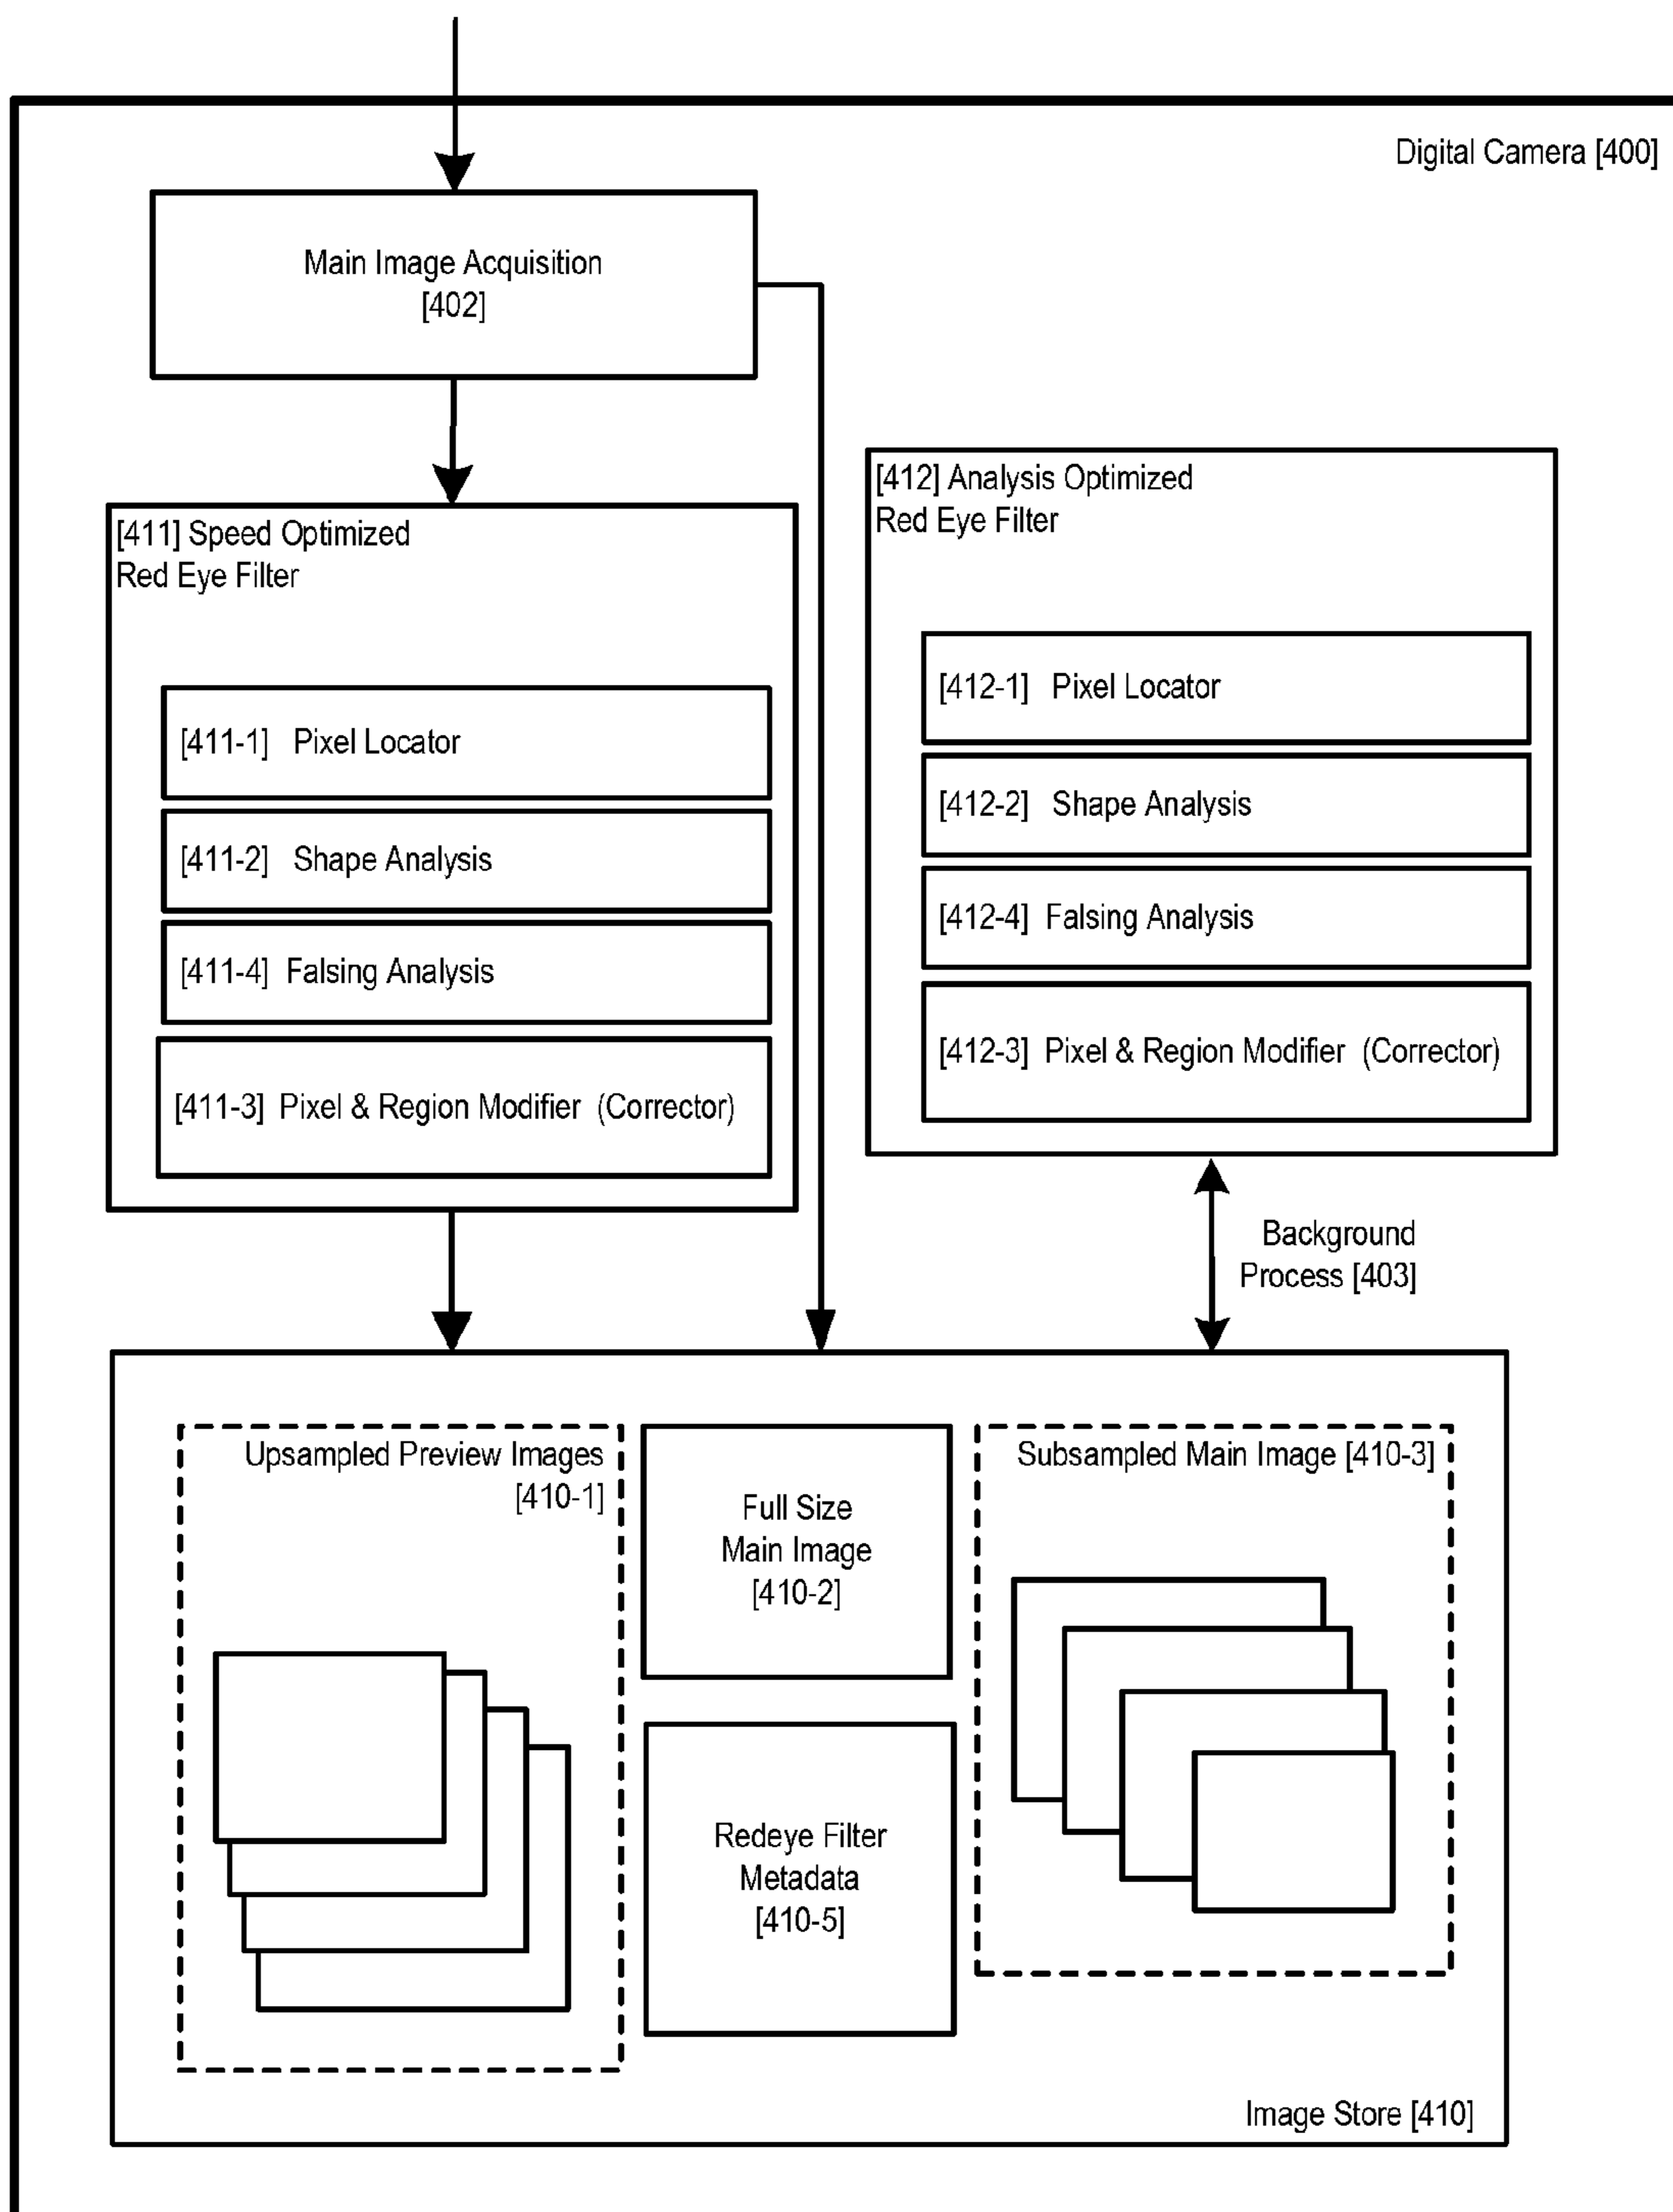 Digital Camera [400]
Main Image Acquisition
[402]
[411] Speed Optimized
Red Eye Filter
[411-1] Pixel Locator
[411-2] Shape Analysis
[411-4] Falsing Analysis
[411-3] Pixel & Region Modifier (Corrector)
[412] Analysis Optimized
Red Eye Filter
[412-1] Pixel Locator
[412-2] Shape Analysis
[412-4] Falsing Analysis
[412-3] Pixel & Region Modifier (Corrector)
Background
Process [403]
Upsampled Preview Images
[410-1]
Full Size
Main Image
[410-2]
Subsampled Main Image [410-3]
Redeye Filter
Metadata
[410-5]
Image Store [410]